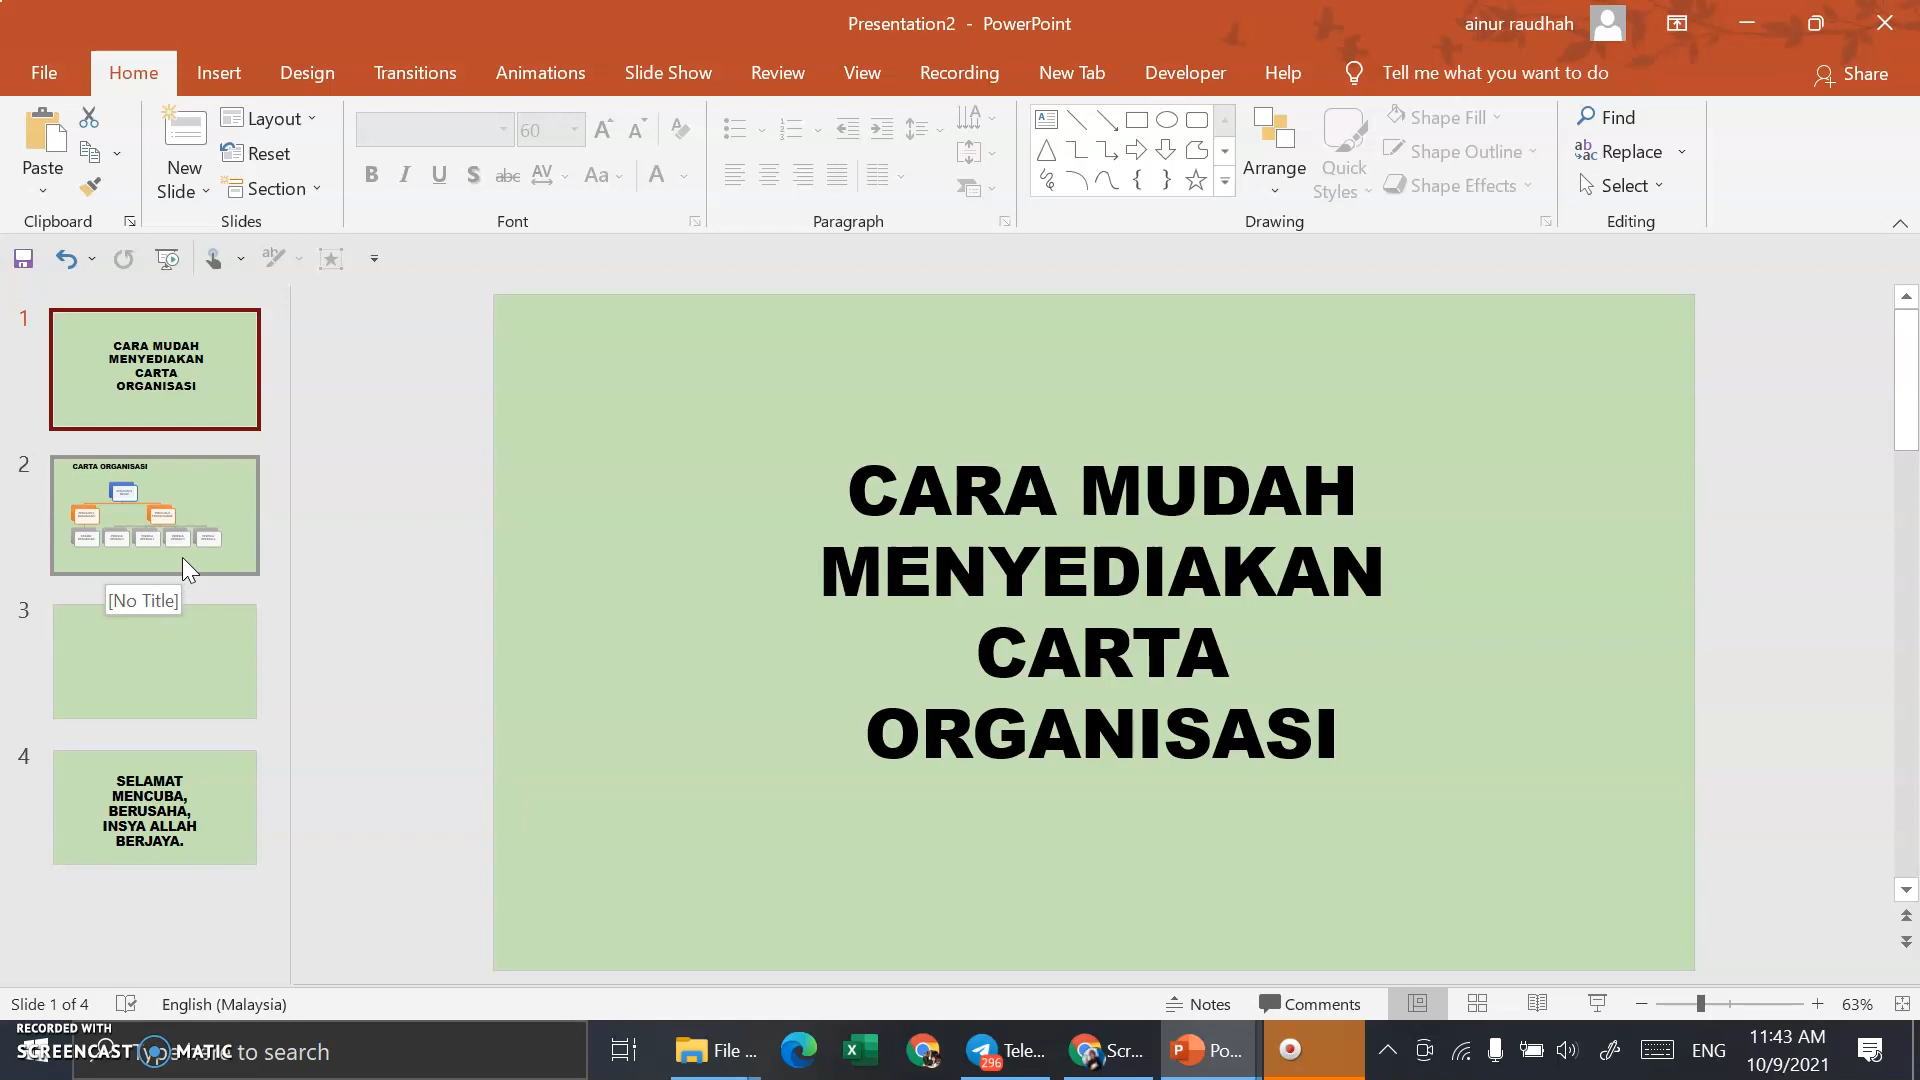 Presentation2 - PowerPoint
ainur raudhah
File Home Insert Design Transitions Animations Slide Show Review View Recording New Tab Developer Help Tell me what you want to do Share
Paste
New Slide
Layout
Reset
Section
60
Arrange
Quick Styles
Shape Fill
Shape Outline
Shape Effects
Find
Replace
Select
Clipboard Slides Font Paragraph Drawing Editing
1
CARA MUDAH
MENYEDIAKAN
CARTA
ORGANISASI
2
CARTA ORGANISASI
[No Title]
3
4
SELAMAT
MENCUBA,
BERUSAHA,
INSYA ALLAH
BERJAYA.
CARA MUDAH
MENYEDIAKAN
CARTA
ORGANISASI
Slide 1 of 4 English (Malaysia) Notes Comments 63%
RECORDED WITH
SCREENCAST MATIC
Type here to search
File ...
296
Tele...
Scr...
Po...
ENG
11:43 AM
10/9/2021